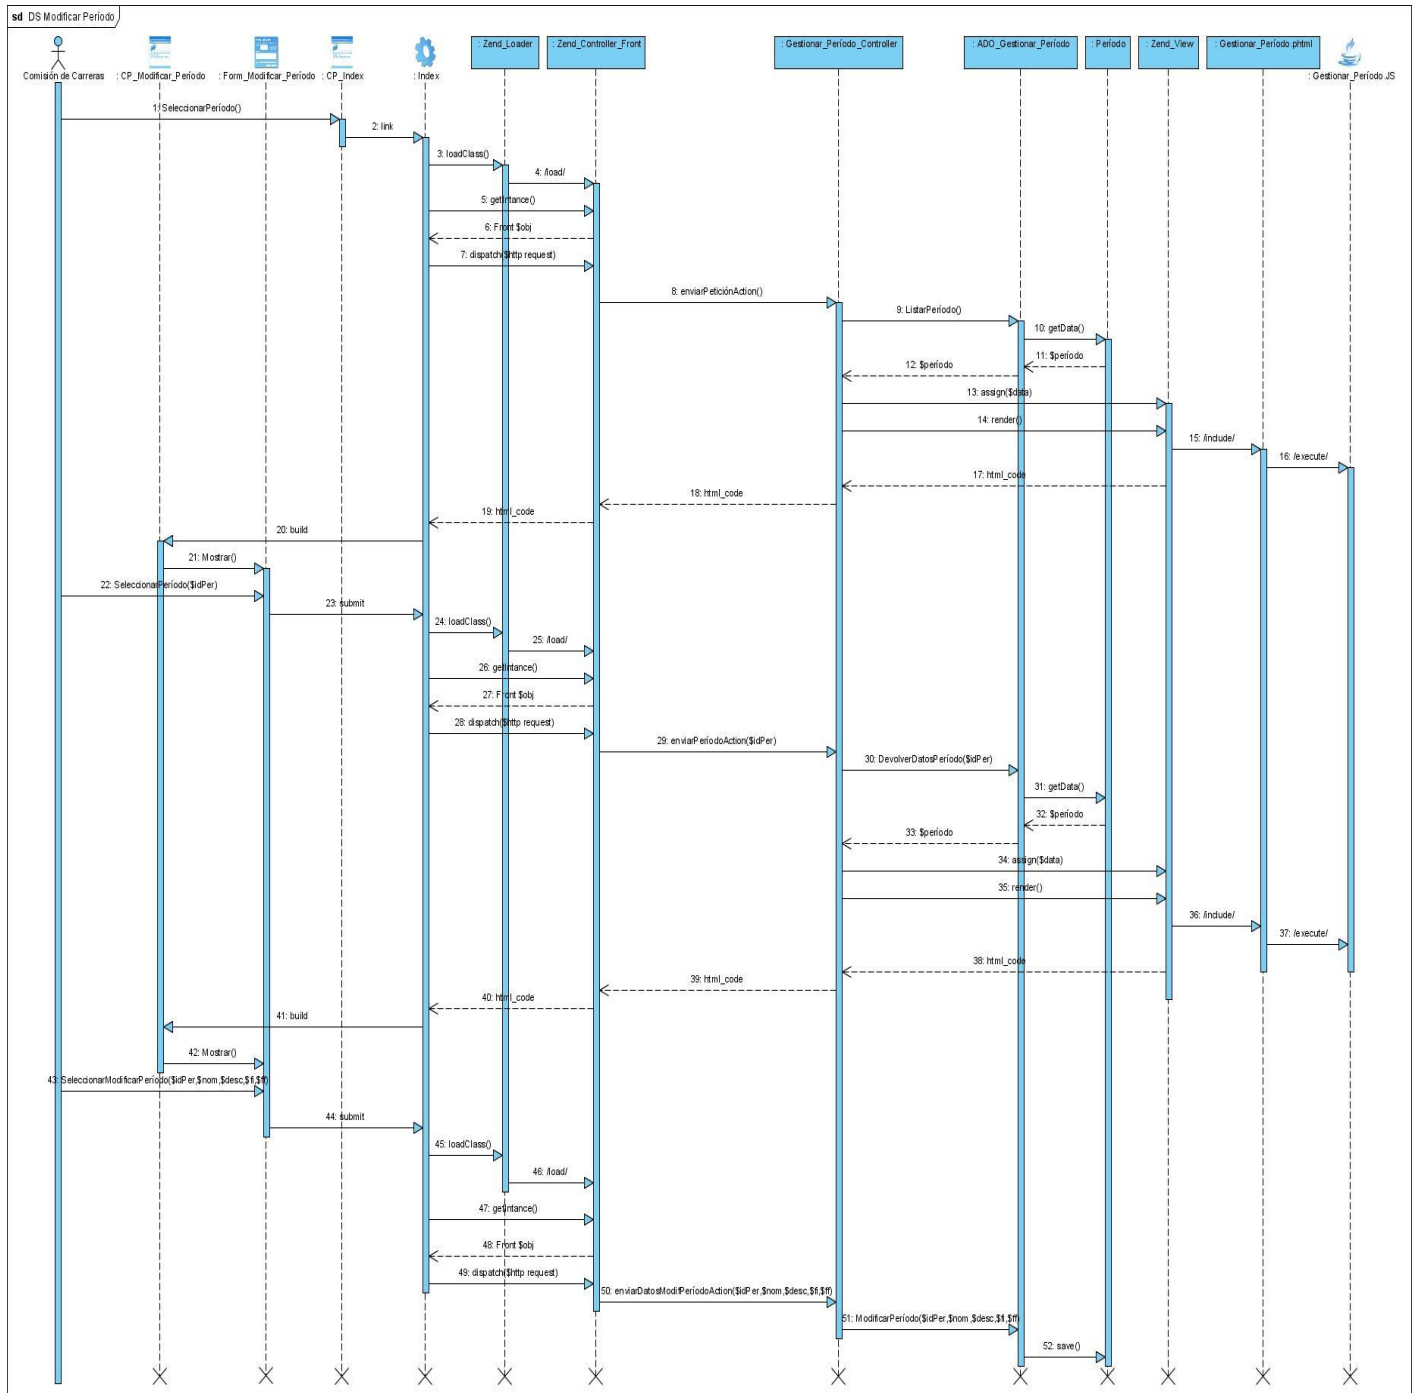 sd DS Modificar Período
Comisión de Carreras
: CP_Modificar_Período
: Form_Modificar_Período
: CP_Index
: Index
: Zend_Loader
: Zend_Controller_Front
: Gestionar_Período_Controller
: ADO_Gestionar_Período
: Período
: Zend_View
: Gestionar_Período.phtml
: Gestionar_Período.JS
1: SeleccionarPeríodo()
2: link
3: loadClass()
4: /load/
5: getIntance()
6: Front $obj
7: dispatch($http request)
8: enviarPeticiónAction()
9: ListarPeríodo()
10: getData()
11: $período
12: $período
13: assign($data)
14: render()
15: /include/
16: /execute/
17: html_code
18: html_code
19: html_code
20: build
21: Mostrar()
22: SeleccionarPeríodo($idPer)
23: submit
24: loadClass()
25: /load/
26: getIntance()
27: Front $obj
28: dispatch($http request)
29: enviarPeríodoAction($idPer)
30: DevolverDatosPeríodo($idPer)
31: getData()
32: $período
33: $período
34: assign($data)
35: render()
36: /include/
37: /execute/
38: html_code
39: html_code
40: html_code
41: build
42: Mostrar()
43: SeleccionarModificarPeríodo($idPer,$nom,$desc,$fi,$ff)
44: submit
45: loadClass()
46: /load/
47: getIntance()
48: Front $obj
49: dispatch($http request)
50: enviarDatosModifPeríodoAction($idPer,$nom,$desc,$fi,$ff)
51: ModificarPeríodo($idPer,$nom,$desc,$fi,$ff)
52: save()